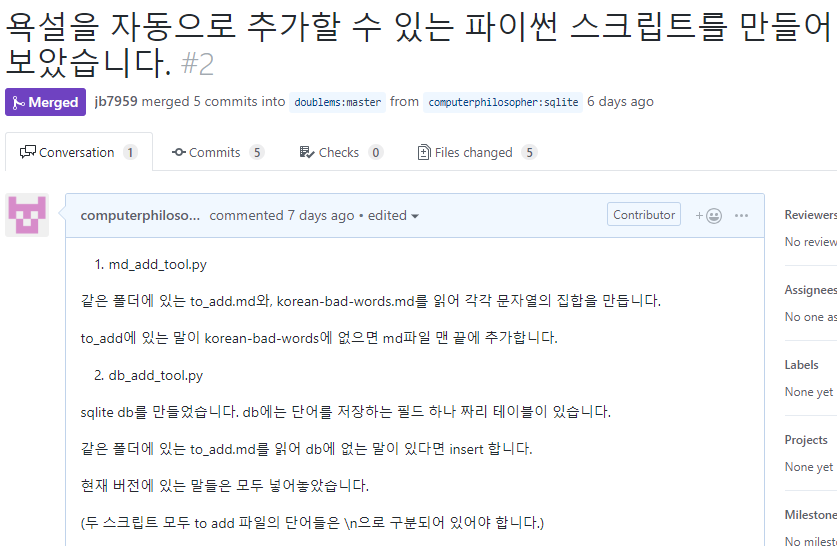 욕설을 자동으로 추가할 수 있는 파이썬 스크립트를 만들어
보았습니다. #2
Merged jb7959 merged 5 commits into doublems:master from computerphilosopher:sqlite 6 days ago
Conversation 1 Commits 5 Checks 0 Files changed 5
computerphiloso... commented 7 days ago • edited Contributor
Reviewers
No review
1. md_add_tool.py
같은 폴더에 있는 to_add.md와, korean-bad-words.md를 읽어 각각 문자열의 집합을 만듭니다.
Assignees
No one as
to_add에 있는 말이 korean-bad-words에 없으면 md파일 맨 끝에 추가합니다.
Labels
2. db_add_tool.py
None yet
sqlite db를 만들었습니다. db에는 단어를 저장하는 필드 하나 짜리 테이블이 있습니다.
Projects
같은 폴더에 있는 to_add.md를 읽어 db에 없는 말이 있다면 insert 합니다.
None yet
현재 버전에 있는 말들은 모두 넣어놓았습니다.
Milestone
(두 스크립트 모두 to add 파일의 단어들은 \n으로 구분되어 있어야 합니다.)
No milest